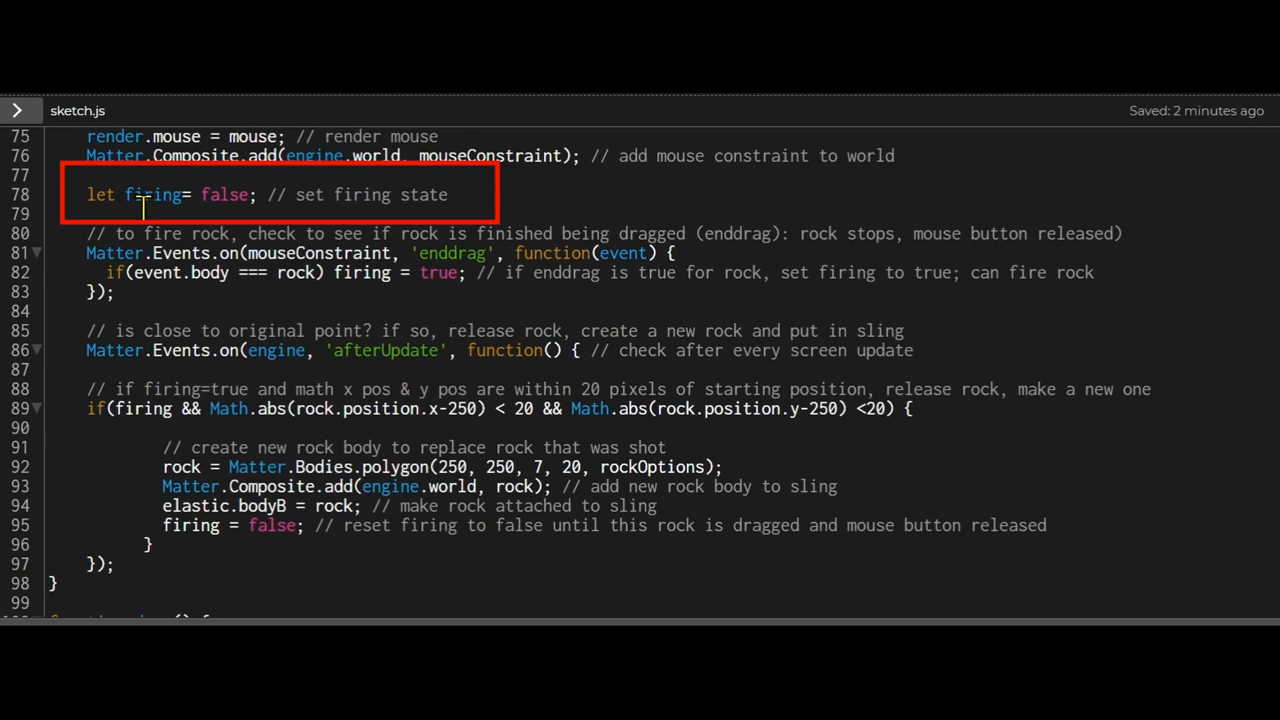 sketch.js
Saved: 2 minutes ago
75 render.mouse = mouse; // render mouse
76 Matter.Composite.add(engine.world, mouseConstraint); // add mouse constraint to world
77
78 let firing= false; // set firing state
79
80 // to fire rock, check to see if rock is finished being dragged (enddrag): rock stops, mouse button released)
81 Matter.Events.on(mouseConstraint, 'enddrag', function(event) {
82 if(event.body === rock) firing = true; // if enddrag is true for rock, set firing to true; can fire rock
83 });
84
85 // is close to original point? if so, release rock, create a new rock and put in sling
86 Matter.Events.on(engine, 'afterUpdate', function() { // check after every screen update
87
88 // if firing=true and math x pos & y pos are within 20 pixels of starting position, release rock, make a new one
89 if(firing && Math.abs(rock.position.x-250) < 20 && Math.abs(rock.position.y-250) <20) {
90
91 // create new rock body to replace rock that was shot
92 rock = Matter.Bodies.polygon(250, 250, 7, 20, rockOptions);
93 Matter.Composite.add(engine.world, rock); // add new rock body to sling
94 elastic.bodyB = rock; // make rock attached to sling
95 firing = false; // reset firing to false until this rock is dragged and mouse button released
96 }
97 });
98 }
99